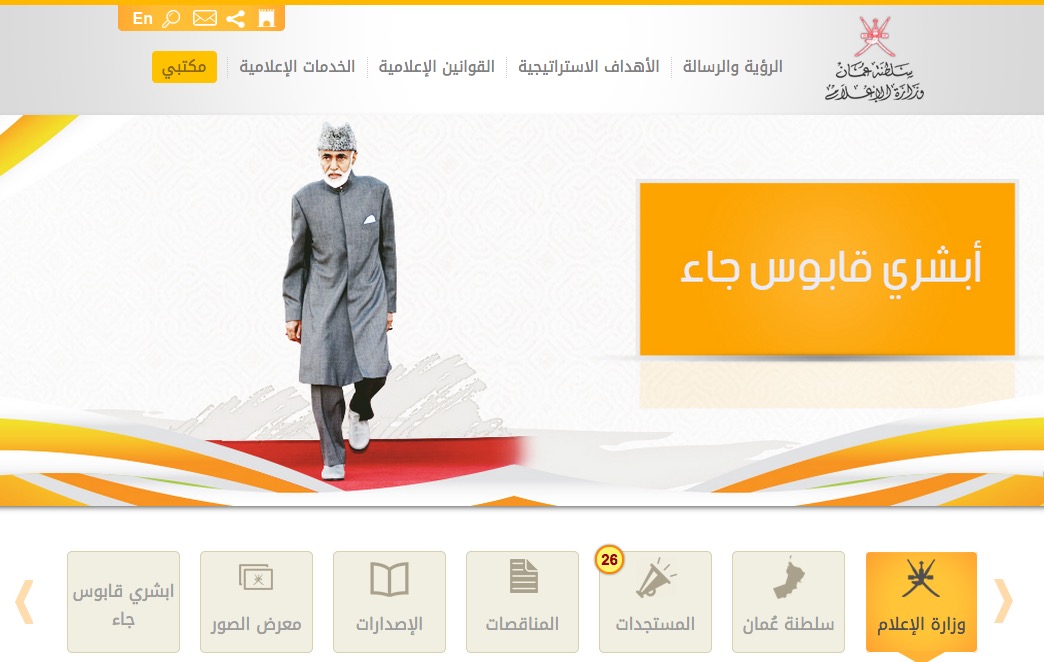 En
سلطنة عمان
وزارة الإعلام
الرؤية والرسالة
الأهداف الاستراتيجية
القوانين الإعلامية
الخدمات الإعلامية
مكتبي
أبشري قابوس جاء
وزارة الإعلام
سلطنة عُمان
المستجدات
26
المناقصات
الإصدارات
معرض الصور
ابشري قابوس
جاء